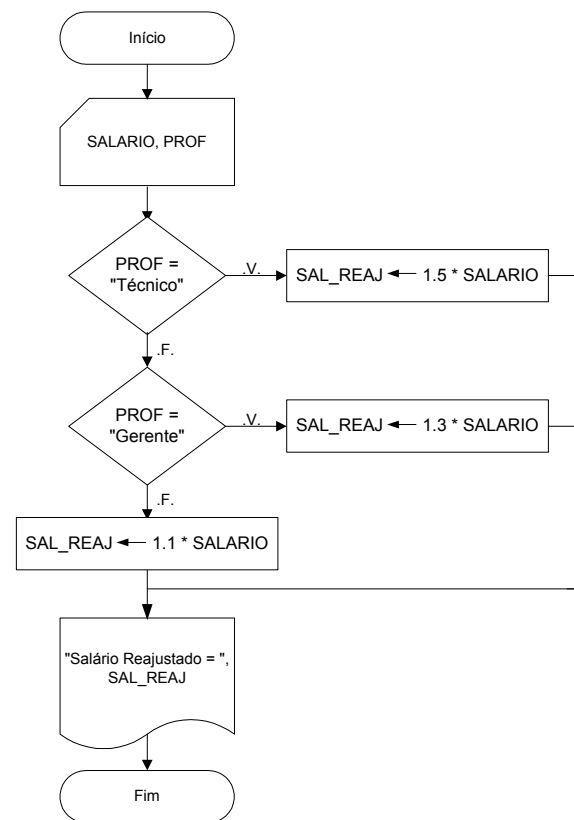 Início
SALARIO, PROF
PROF =
"Técnico"
.V.
SAL_REAJ ← 1.5 * SALARIO
.F.
PROF =
"Gerente"
.V.
SAL_REAJ ← 1.3 * SALARIO
.F.
SAL_REAJ ← 1.1 * SALARIO
"Salário Reajustado = ",
SAL_REAJ
Fim